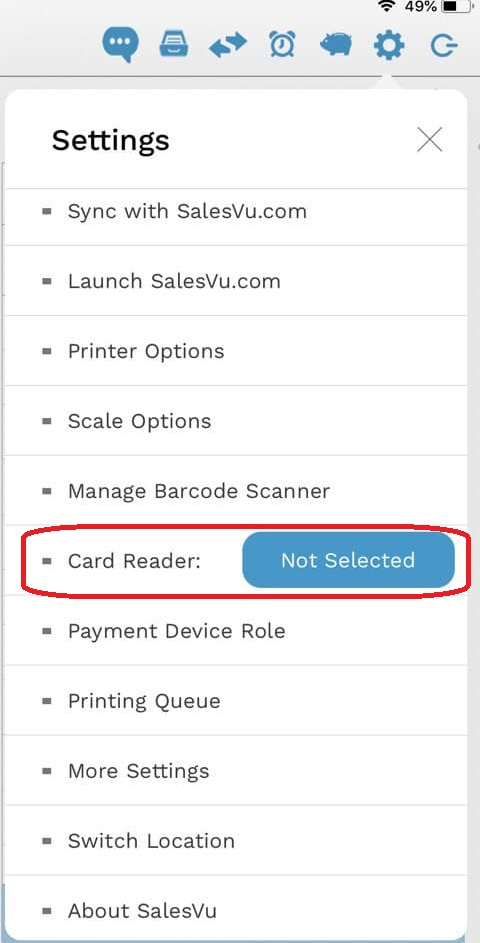 49%
Settings
Sync with SalesVu.com
Launch SalesVu.com
Printer Options
Scale Options
Manage Barcode Scanner
Card Reader: Not Selected
Payment Device Role
Printing Queue
More Settings
Switch Location
About SalesVu